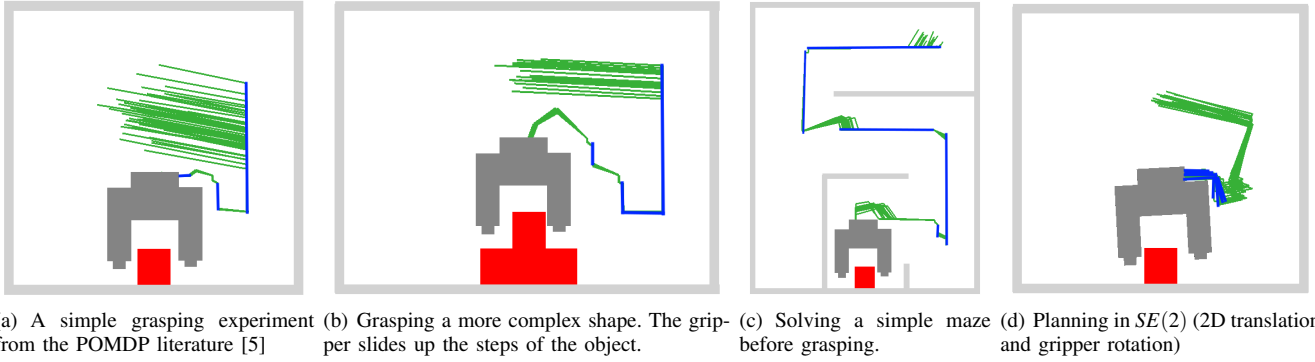 (a) A simple grasping experiment
from the POMDP literature [5]
(b) Grasping a more complex shape. The grip-
per slides up the steps of the object.
(c) Solving a simple maze
before grasping.
(d) Planning in SE(2) (2D translation
and gripper rotation)